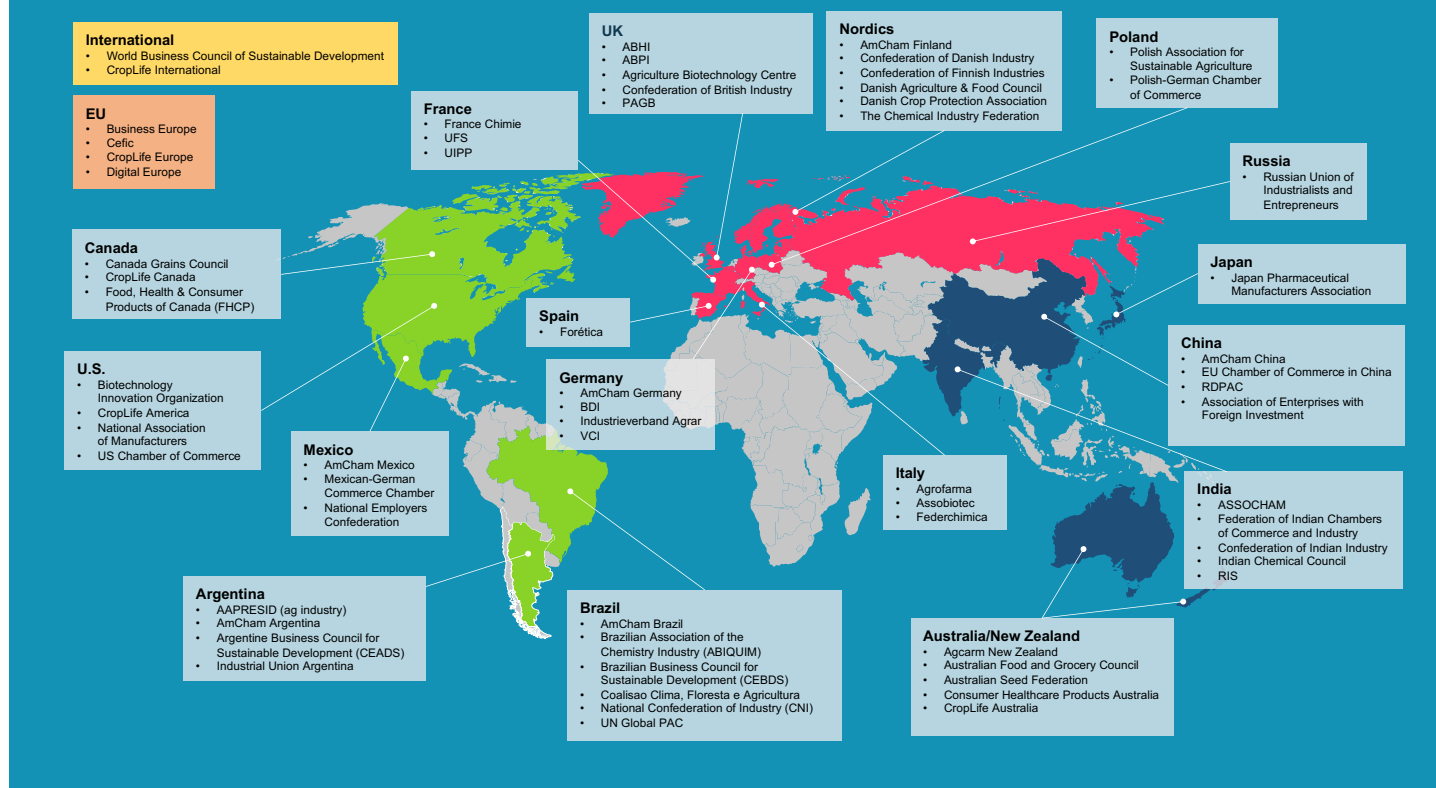 International
• World Business Council of Sustainable Development
• CropLife International
EU
• Business Europe
• Cefic
• CropLife Europe
• Digital Europe
France
• France Chimie
• UFS
• UIPP
UK
• ABHI
• ABPI
• Agriculture Biotechnology Centre
• Confederation of British Industry
• PAGB
Nordics
• AmCham Finland
• Confederation of Danish Industry
• Confederation of Finnish Industries
• Danish Agriculture & Food Council
• Danish Crop Protection Association
• The Chemical Industry Federation
Poland
• Polish Association for
Sustainable Agriculture
• Polish-German Chamber
of Commerce
Russia
• Russian Union of
Industrialists and
Entrepreneurs
Canada
• Canada Grains Council
• CropLife Canada
• Food, Health & Consumer
Products of Canada (FHCP)
Japan
• Japan Pharmaceutical
Manufacturers Association
Spain
• Forética
China
• AmCham China
• EU Chamber of Commerce in China
• RDPAC
• Association of Enterprises with
Foreign Investment
U.S.
• Biotechnology
Innovation Organization
• CropLife America
• National Association
of Manufacturers
• US Chamber of Commerce
Germany
• AmCham Germany
• BDI
• Industrieverband Agrar
• VCI
Mexico
• AmCham Mexico
• Mexican-German
Commerce Chamber
• National Employers
Confederation
Italy
• Agrofarma
• Assobiotec
• Federchimica
India
• ASSOCHAM
• Federation of Indian Chambers
of Commerce and Industry
• Confederation of Indian Industry
• Indian Chemical Council
• RIS
Argentina
• AAPRESID (ag industry)
• AmCham Argentina
• Argentine Business Council for
Sustainable Development (CEADS)
• Industrial Union Argentina
Brazil
• AmCham Brazil
• Brazilian Association of the
Chemistry Industry (ABIQUIM)
• Brazilian Business Council for
Sustainable Development (CEBDS)
• Coalisao Clima, Floresta e Agricultura
• National Confederation of Industry (CNI)
• UN Global PAC
Australia/New Zealand
• Agcarm New Zealand
• Australian Food and Grocery Council
• Australian Seed Federation
• Consumer Healthcare Products Australia
• CropLife Australia